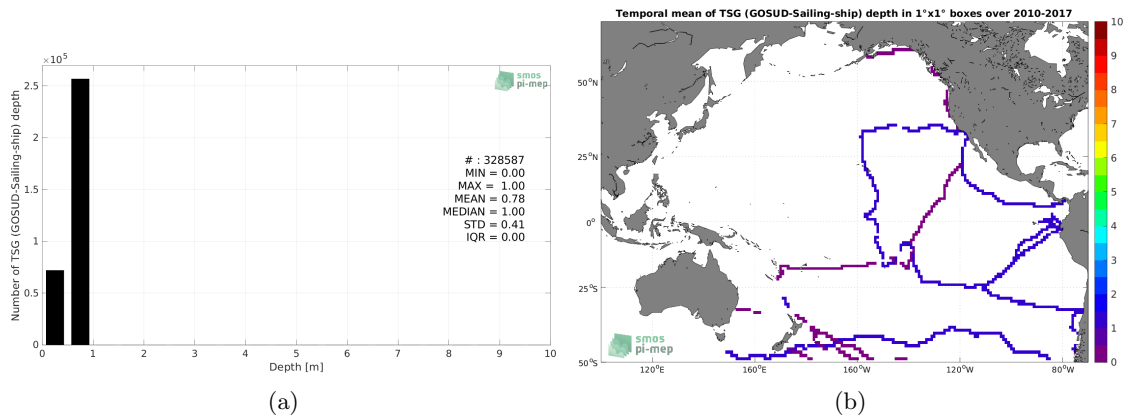 ×10^5
Number of TSG (GOSUD-Sailing-ship) depth
2.5
2
1.5
1
0.5
0
smos
pi-mep
# : 328587
MIN = 0.00
MAX = 1.00
MEAN = 0.78
MEDIAN = 1.00
STD = 0.41
IQR = 0.00
0 1 2 3 4 5 6 7 8 9 10
Depth [m]
(a)
Temporal mean of TSG (GOSUD-Sailing-ship) depth in 1°x1° boxes over 2010-2017
50°N
25°N
0°
25°S
50°S
120°E 160°E 160°W 120°W 80°W
smos
pi-mep
10
9
8
7
6
5
4
3
2
1
0
(b)